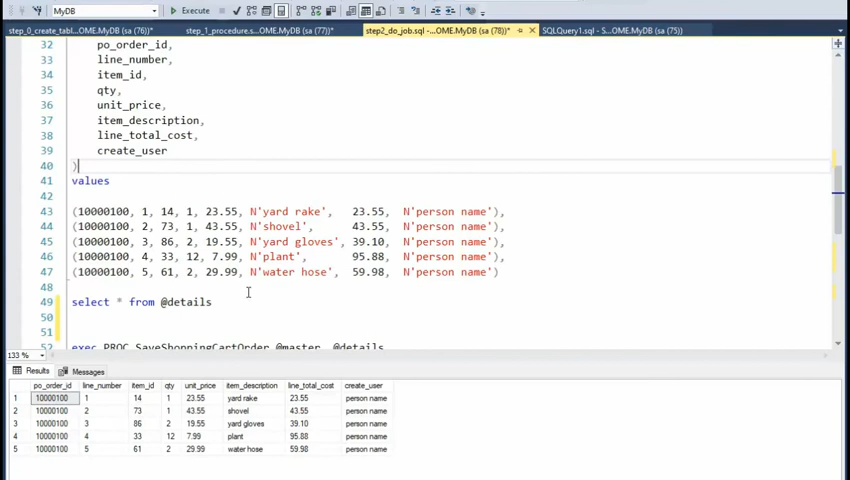 MyDB
Execute
step_0_create_tabl...OME.MyDB (sa (76))*
step_1_procedure.s...OME.MyDB (sa (77))*
step2_do_job.sql -...OME.MyDB (sa (78))*
SQLQuery1.sql - S...OME.MyDB (sa (75))
32 po_order_id,
33 line_number,
34 item_id,
35 qty,
36 unit_price,
37 item_description,
38 line_total_cost,
39 create_user
40 )
41 values
42
43 (10000100, 1, 14, 1, 23.55, N'yard rake', 23.55, N'person name'),
44 (10000100, 2, 73, 1, 43.55, N'shovel', 43.55, N'person name'),
45 (10000100, 3, 86, 2, 19.55, N'yard gloves', 39.10, N'person name'),
46 (10000100, 4, 33, 12, 7.99, N'plant', 95.88, N'person name'),
47 (10000100, 5, 61, 2, 29.99, N'water hose', 59.98, N'person name')
48
49 select * from @details
50
51
52 exec PROC_SaveShoppingCartOrder @master, @details
133 %
Results Messages
po_order_id line_number item_id qty unit_price item_description line_total_cost create_user
1 10000100 1 14 1 23.55 yard rake 23.55 person name
2 10000100 2 73 1 43.55 shovel 43.55 person name
3 10000100 3 86 2 19.55 yard gloves 39.10 person name
4 10000100 4 33 12 7.99 plant 95.88 person name
5 10000100 5 61 2 29.99 water hose 59.98 person name